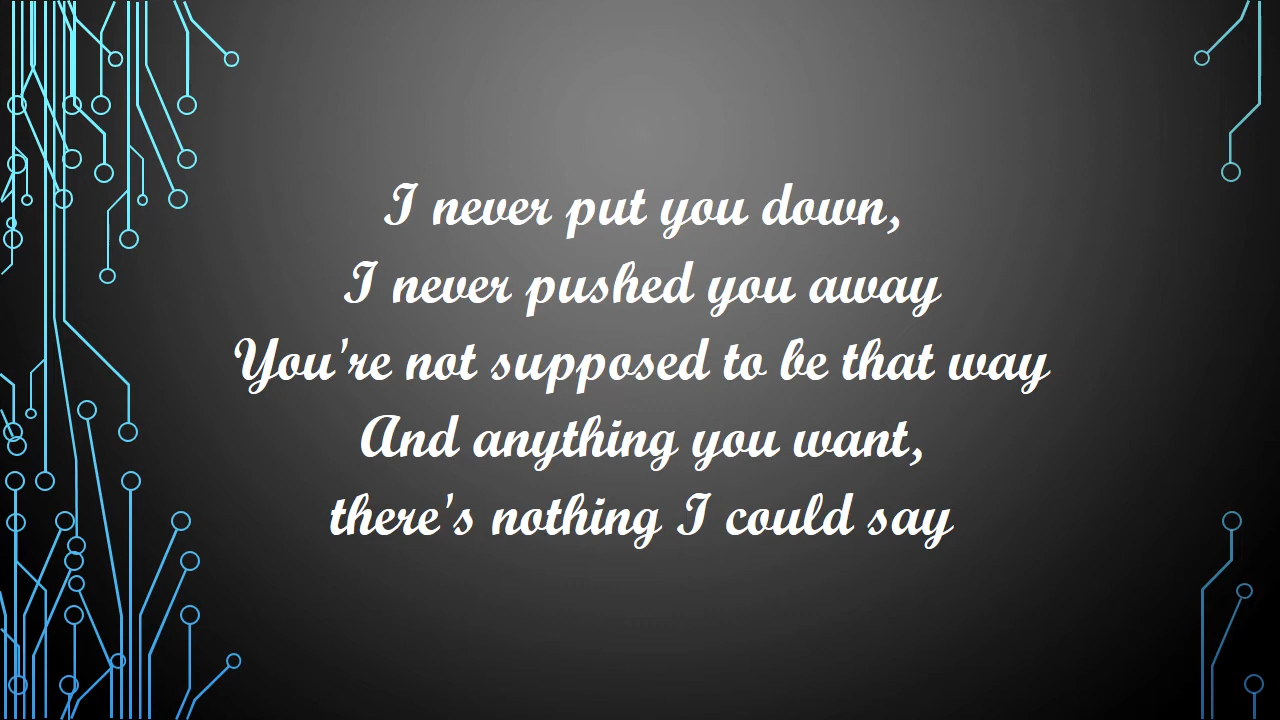 I never put you down,
I never pushed you away
You're not supposed to be that way
And anything you want,
there's nothing I could say